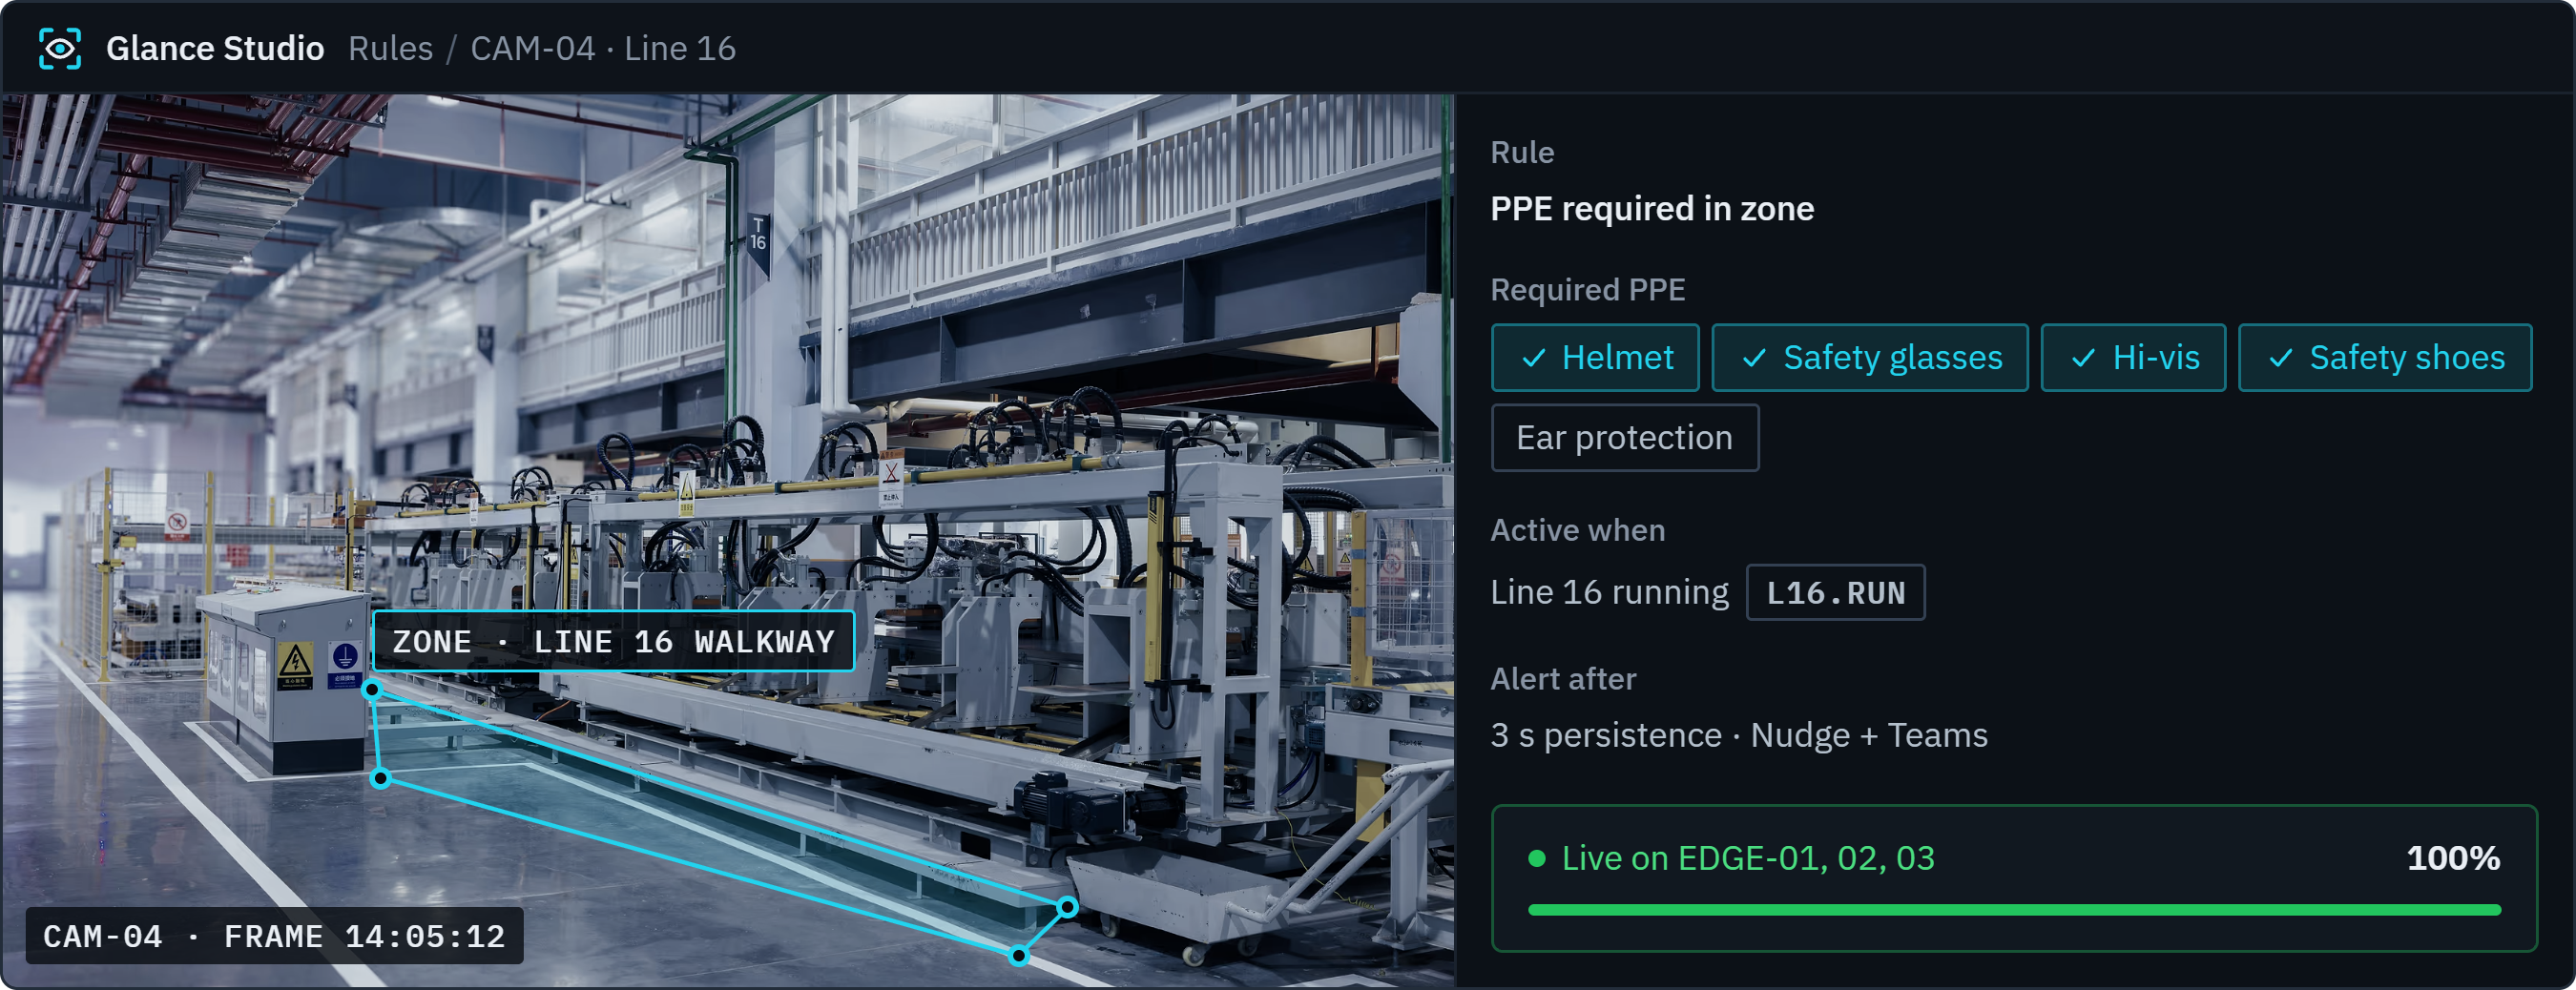 Glance Studio Rules / CAM-04 · Line 16
T
16
ZONE · LINE 16 WALKWAY
CAM-04 · FRAME 14:05:12
Rule
PPE required in zone
Required PPE
Helmet
Safety glasses
Hi-vis
Safety shoes
Ear protection
Active when
Line 16 running L16.RUN
Alert after
3 s persistence · Nudge + Teams
Live on EDGE-01, 02, 03 100%